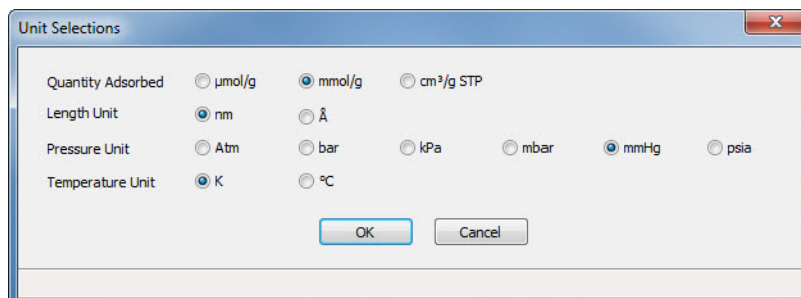 Unit Selections
Quantity Adsorbed µmol/g mmol/g cm³/g STP
Length Unit nm Å
Pressure Unit Atm bar kPa mbar mmHg psia
Temperature Unit K ºC
OK Cancel